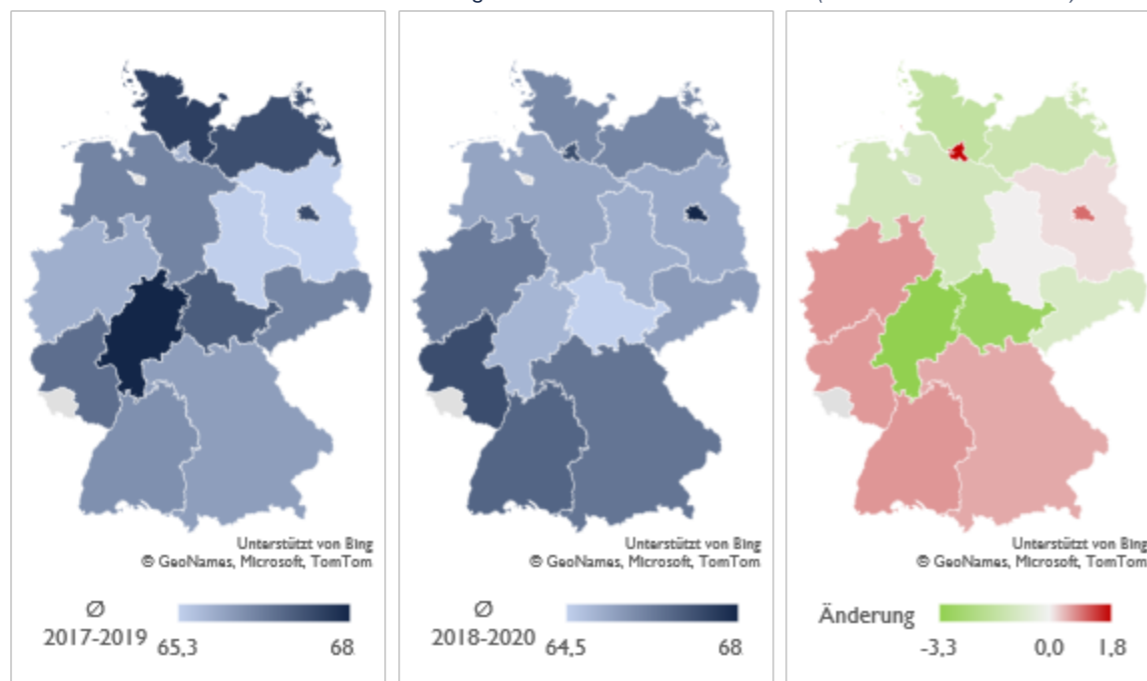 Unterstützt von Bing
© GeoNames, Microsoft, TomTom
Ø
2017-2019
65,3
68
Unterstützt von Bing
© GeoNames, Microsoft, TomTom
Ø
2018-2020
64,5
68
Unterstützt von Bing
© GeoNames, Microsoft, TomTom
Änderung
-3,3
0,0
1,8